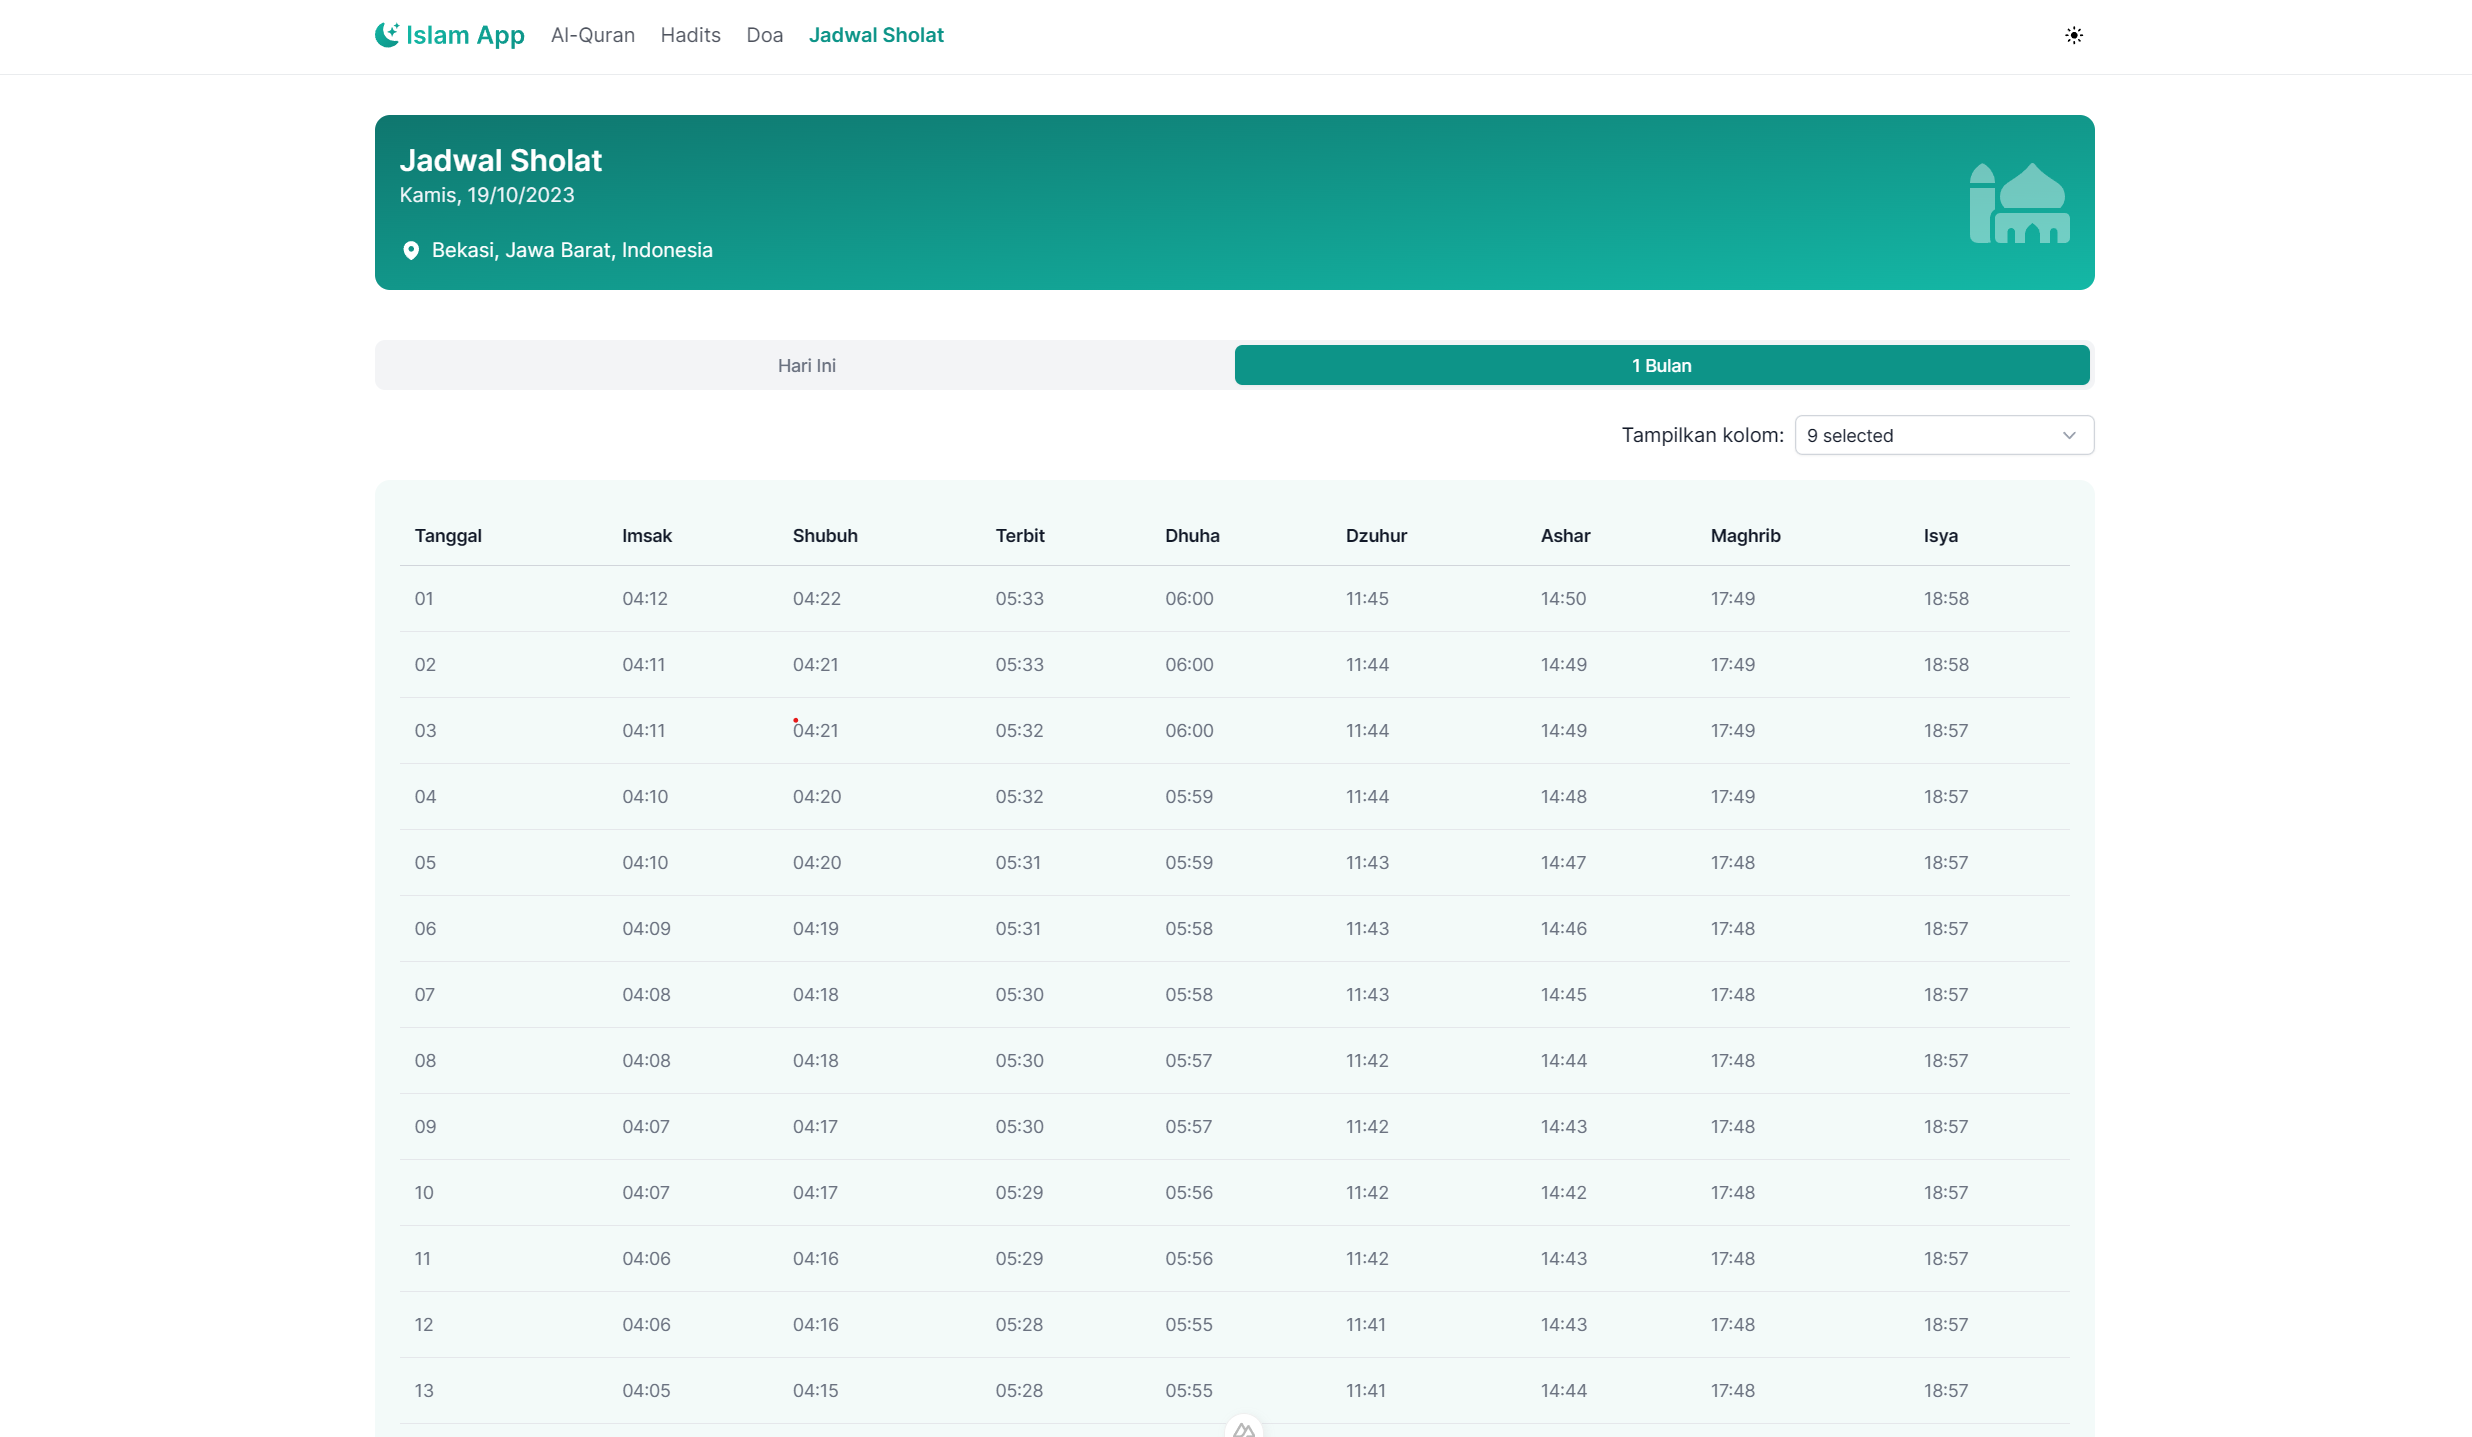 Islam App Al-Quran Hadits Doa Jadwal Sholat
Jadwal Sholat
Kamis, 19/10/2023
Bekasi, Jawa Barat, Indonesia
Hari Ini 1 Bulan
Tampilkan kolom: 9 selected
Tanggal Imsak Shubuh Terbit Dhuha Dzuhur Ashar Maghrib Isya
01 04:12 04:22 05:33 06:00 11:45 14:50 17:49 18:58
02 04:11 04:21 05:33 06:00 11:44 14:49 17:49 18:58
03 04:11 04:21 05:32 06:00 11:44 14:49 17:49 18:57
04 04:10 04:20 05:32 05:59 11:44 14:48 17:49 18:57
05 04:10 04:20 05:31 05:59 11:43 14:47 17:48 18:57
06 04:09 04:19 05:31 05:58 11:43 14:46 17:48 18:57
07 04:08 04:18 05:30 05:58 11:43 14:45 17:48 18:57
08 04:08 04:18 05:30 05:57 11:42 14:44 17:48 18:57
09 04:07 04:17 05:30 05:57 11:42 14:43 17:48 18:57
10 04:07 04:17 05:29 05:56 11:42 14:42 17:48 18:57
11 04:06 04:16 05:29 05:56 11:42 14:43 17:48 18:57
12 04:06 04:16 05:28 05:55 11:41 14:43 17:48 18:57
13 04:05 04:15 05:28 05:55 11:41 14:44 17:48 18:57